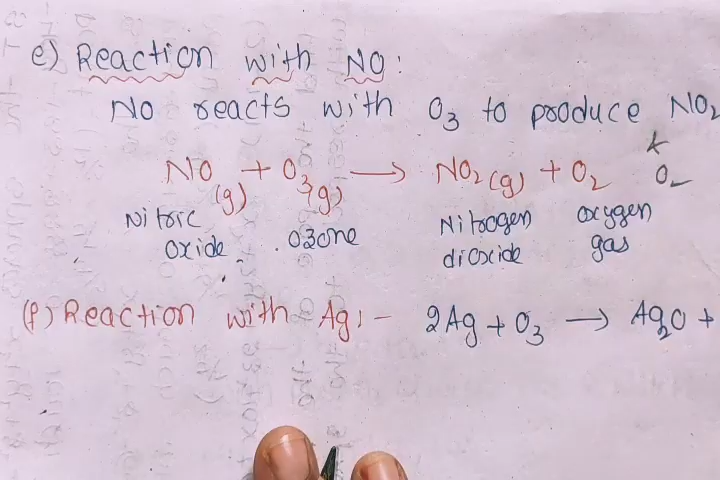 e) Reaction with NO:
NO reacts with O3 to produce NO2
&
NO(g) + O3(g) → NO2(g) + O2 O2
Nitric oxide ozone Nitrogen dioxide oxygen gas
(f) Reaction with Ag:- 2Ag + O3 → Ag2O +